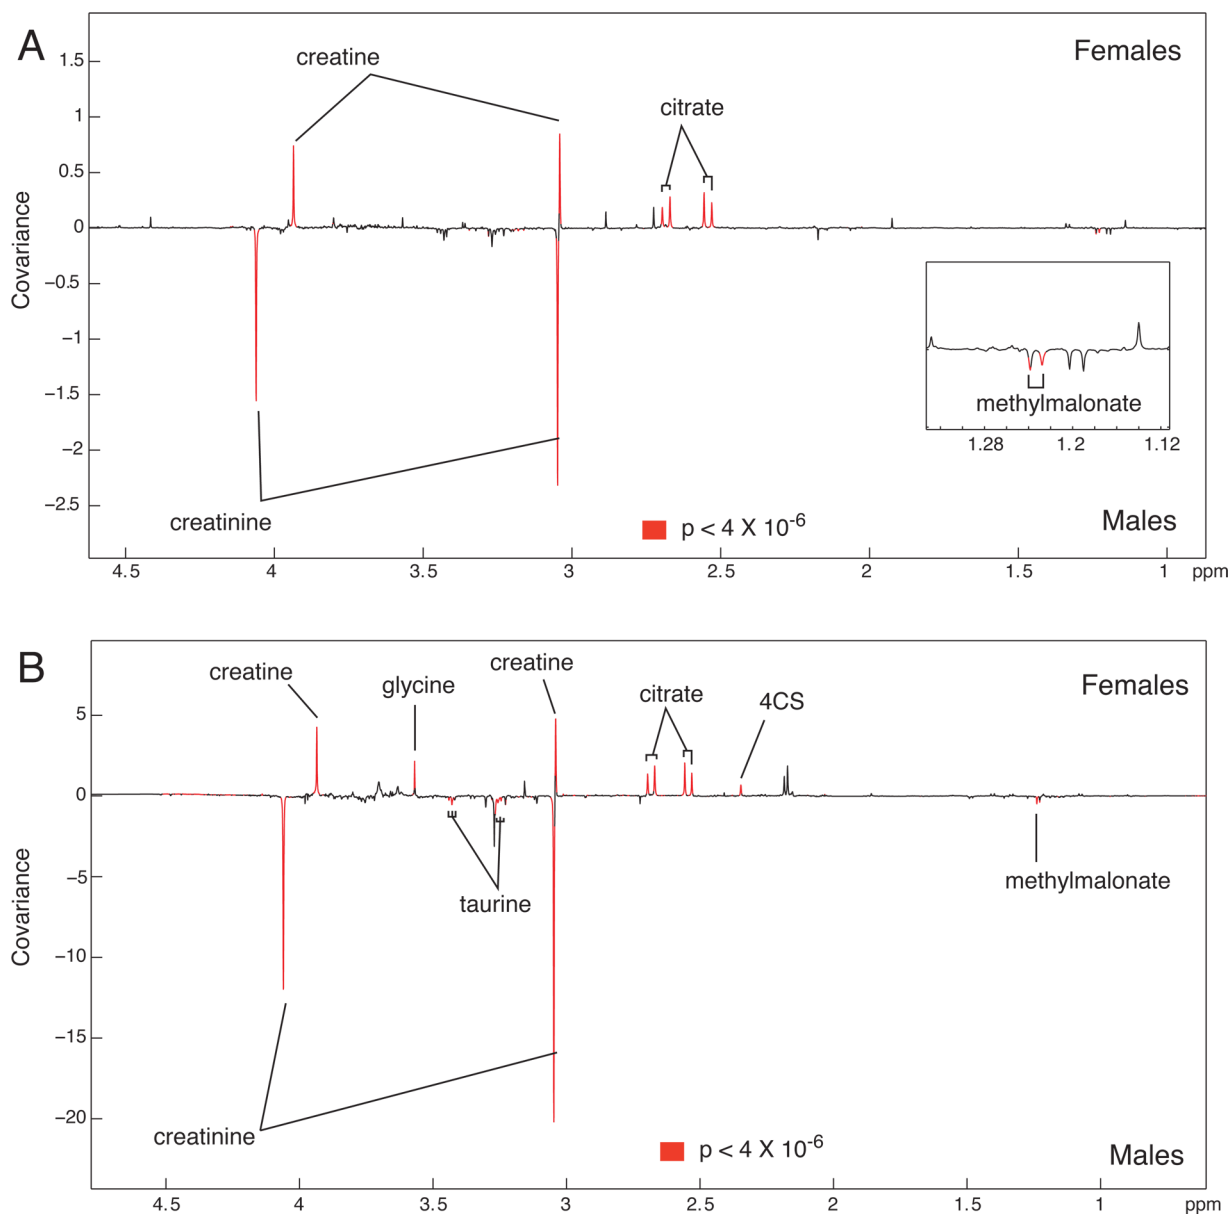 A
Females
creatine
citrate
1.5
1
0.5
0
−0.5
−1
−1.5
−2
−2.5
Covariance
methylmalonate
1.28
1.2
1.12
creatinine
p < 4 X 10-6
Males
4.5
4
3.5
3
2.5
2
1.5
1
ppm
B
Females
creatine
glycine
creatine
citrate
4CS
5
0
−5
−10
−15
−20
Covariance
taurine
methylmalonate
creatinine
p < 4 X 10-6
Males
4.5
4
3.5
3
2.5
2
1.5
1
ppm